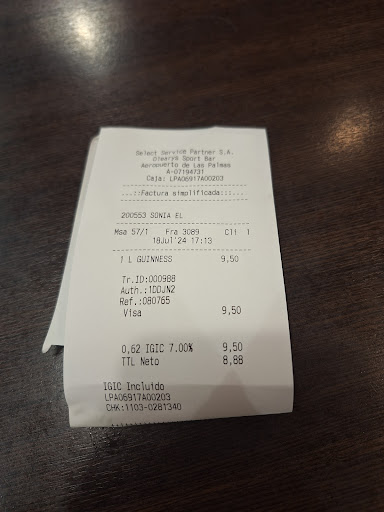 Select Service Partner S.A.
Olearys Sport Bar
Aeropuerto de Las Palmas
A-07194731
Caja: LPA06917A00203
...::Factura simplificada::...
200553 SONIA EL
Msa 57/1 Fra 3089 Cli 1
18Jul'24 17:13
1 L GUINNESS 9,50
Tr.ID:000988
Auth.:1DDJN2
Ref.:080765
Visa 9,50
0,62 IGIC 7.00% 9,50
TTL Neto 8,88
IGIC Incluido
LPA06917A00203
CHK:1103-0281340